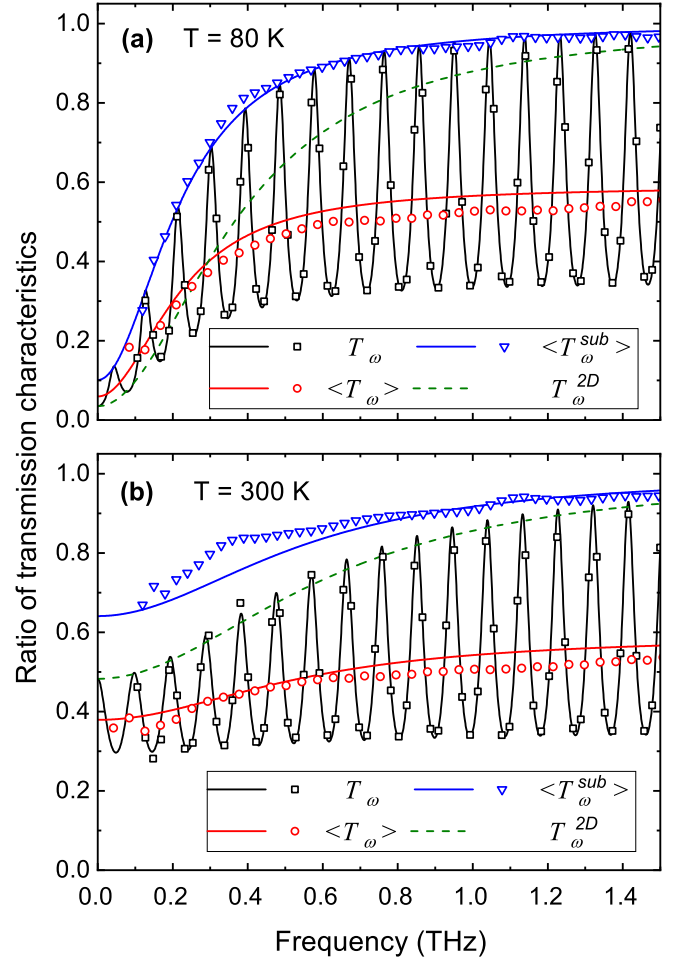 (a) T = 80 K
1.0
0.8
0.6
0.4
0.2
0.0
T_ω <T_ω^sub>
<T_ω> T_ω^2D
Ratio of transmission characteristics
(b) T = 300 K
1.0
0.8
0.6
0.4
0.2
0.0
T_ω <T_ω^sub>
<T_ω> T_ω^2D
0.0 0.2 0.4 0.6 0.8 1.0 1.2 1.4
Frequency (THz)